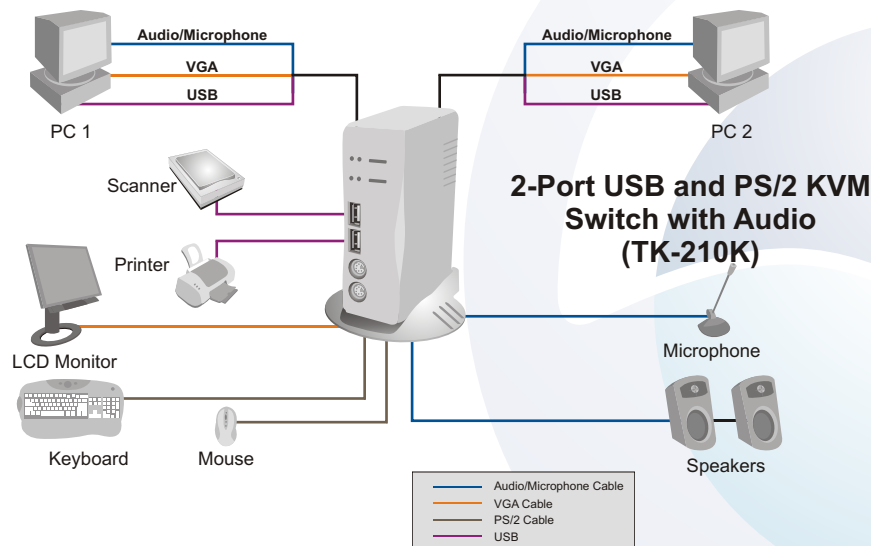 Audio/Microphone
VGA
USB
PC 1
Audio/Microphone
VGA
USB
PC 2
2-Port USB and PS/2 KVM
Switch with Audio
(TK-210K)
Scanner
Printer
LCD Monitor
Keyboard
Mouse
Microphone
Speakers
Audio/Microphone Cable
VGA Cable
PS/2 Cable
USB